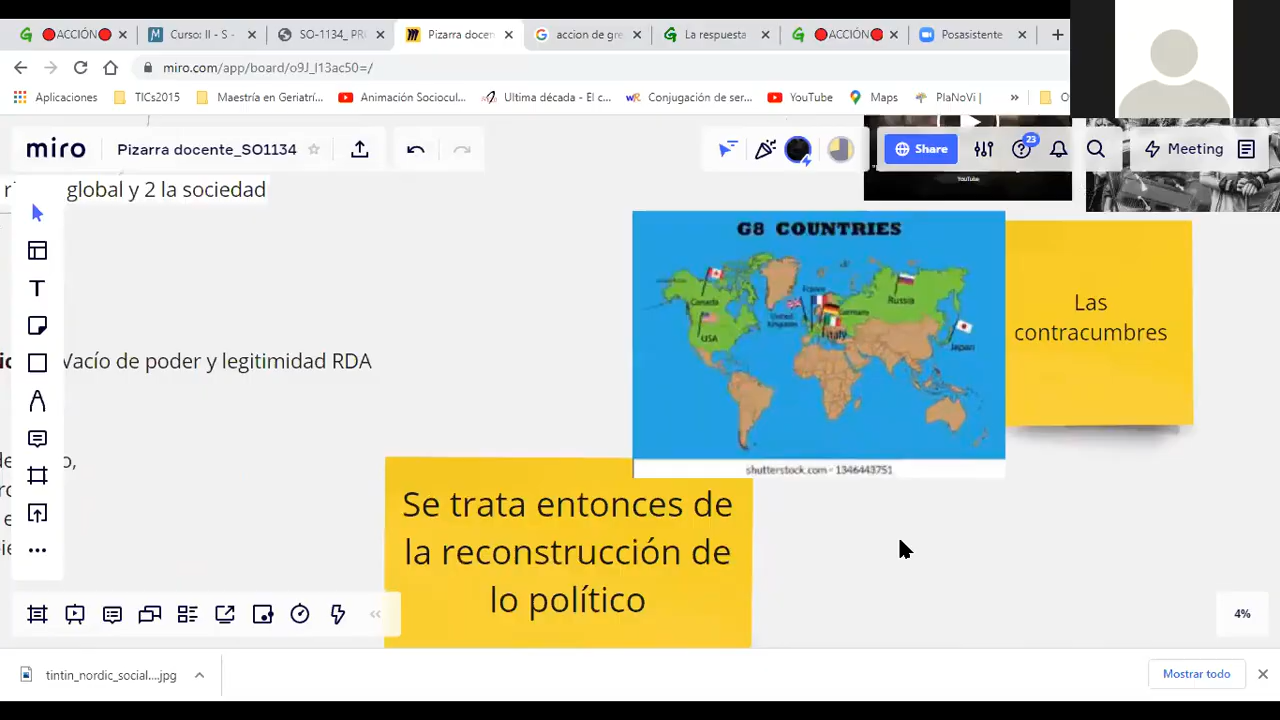 🔴ACCIÓN🔴
Curso: II - S -
SO-1134_ PR
Pizarra docen
accion de gre
La respuesta
🔴ACCIÓN🔴
Posasistente
miro.com/app/board/o9J_l13ac50=/
Aplicaciones
TICs2015
Maestría en Geriatrí...
Animación Sociocul...
Ultima década - El c...
Conjugación de ser...
YouTube
Maps
PlaNoVi |
»
O
miro
Pizarra docente_SO1134
Share
23
Meeting
YouTube
global y 2 la sociedad
G8 COUNTRIES
Canada
USA
United Kingdom
France
Germany
Italy
Russia
Japan
shutterstock.com · 1346443751
Las
contracumbres
Vacío de poder y legitimidad RDA
Se trata entonces de
la reconstrucción de
lo político
4%
tintin_nordic_social....jpg
Mostrar todo